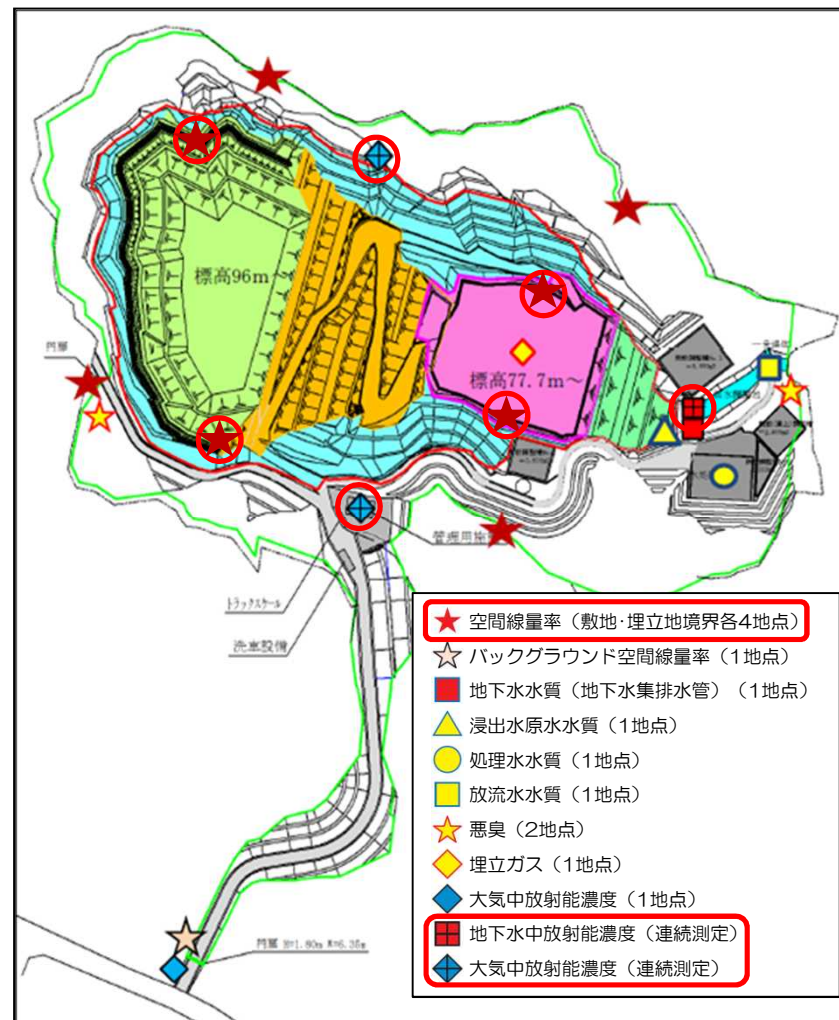 標高96m～
標高77.7m～
門扉
管理用施
トラックスケール
洗車設備
門扉 H=1.80m W=6.35m
空間線量率（敷地・埋立地境界各4地点）
バックグラウンド空間線量率（1地点）
地下水水質（地下水集排水管）（1地点）
浸出水原水水質（1地点）
処理水水質（1地点）
放流水水質（1地点）
悪臭（2地点）
埋立ガス（1地点）
大気中放射能濃度（1地点）
地下水中放射能濃度（連続測定）
大気中放射能濃度（連続測定）